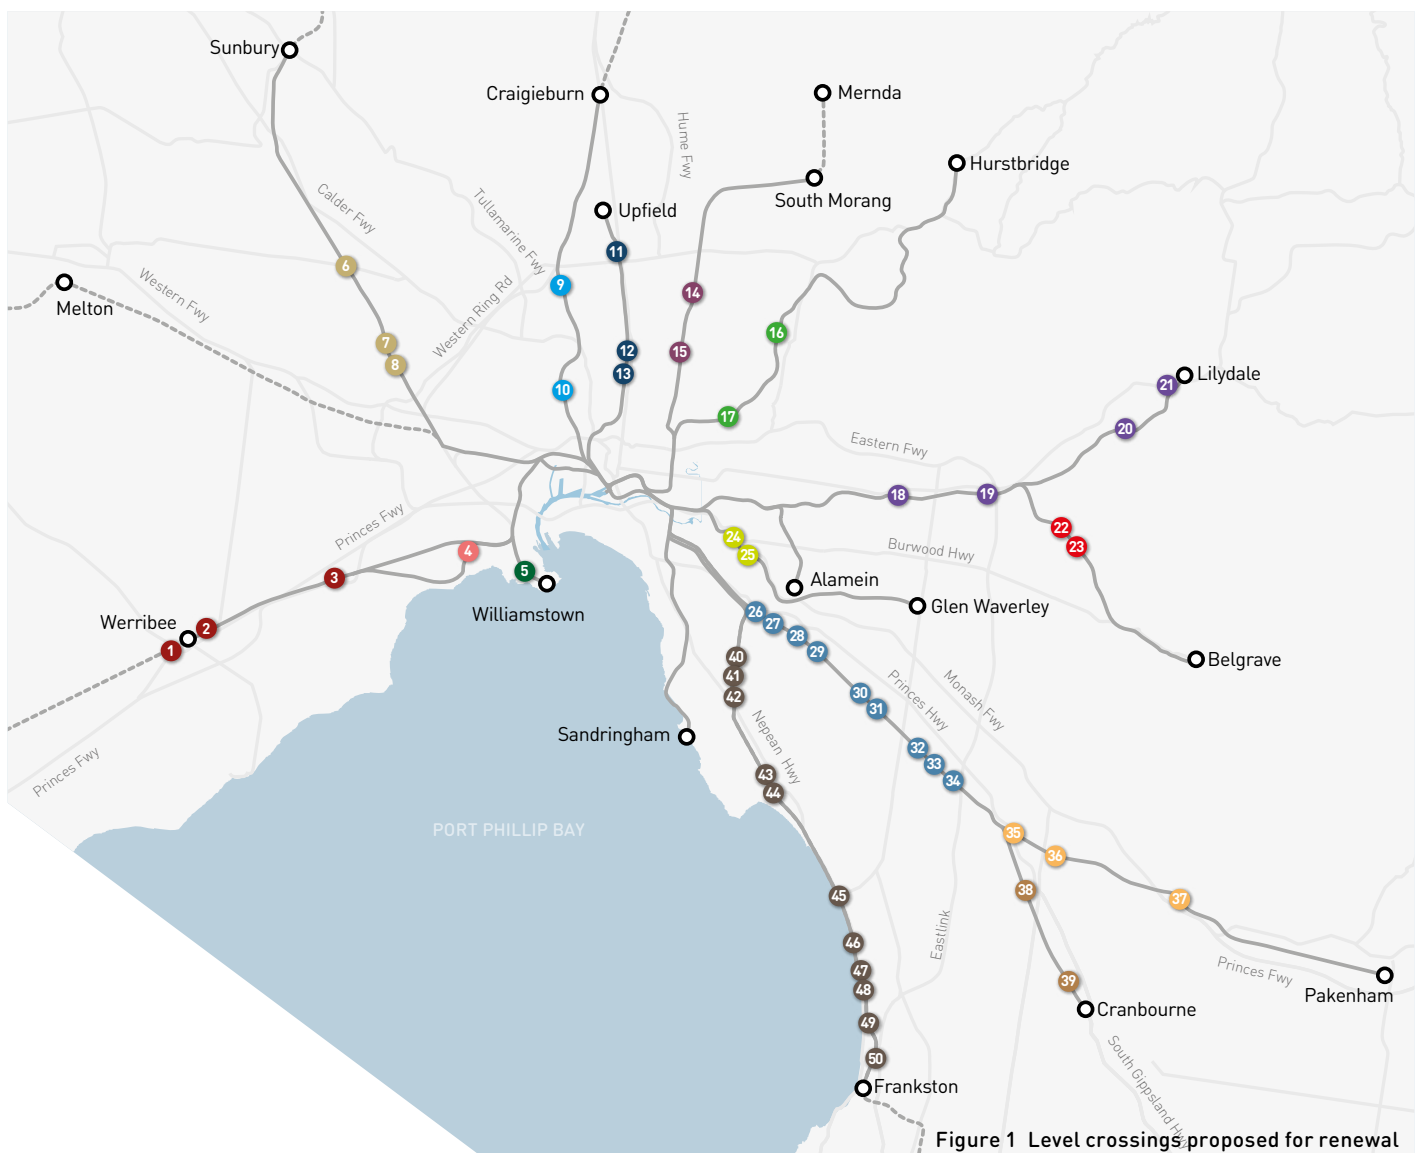 Sunbury
Craigieburn
Mernda
Hume Fwy
Hurstbridge
South Morang
Calder Fwy
Tullamarine Fwy
Upfield
11
6
Western Fwy
Melton
9
14
Western Ring Rd
16
7
8
12
13
15
10
17
21
Lilydale
20
Eastern Fwy
18
19
Princes Fwy
22
23
24
25
Burwood Hwy
4
5
3
Alamein
Glen Waverley
Williamstown
Werribee
2
1
26
27
28
29
40
41
42
Belgrave
30
31
Princes Hwy
Monash Fwy
Sandringham
Nepean Hwy
32
33
34
43
44
Princes Fwy
PORT PHILLIP BAY
35
36
38
37
45
46
47
48
49
50
Eastlink
39
Princes Fwy
Pakenham
Cranbourne
South Gippsland Hwy
Frankston
Figure 1 Level crossings proposed for renewal